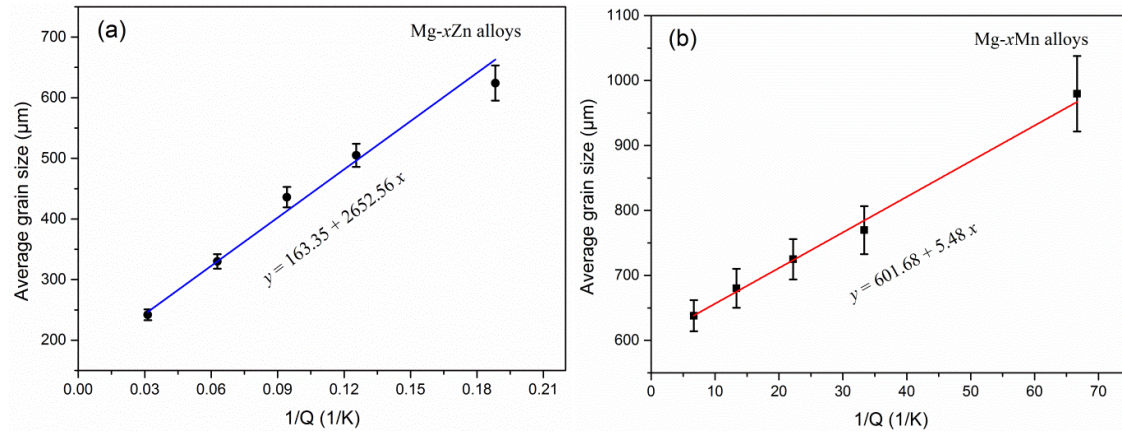 (a)
Mg-xZn alloys
700
600
500
400
300
200
Average grain size (μm)
y = 163.35 + 2652.56 x
0.00 0.03 0.06 0.09 0.12 0.15 0.18 0.21
1/Q (1/K)
(b)
Mg-xMn alloys
1100
1000
900
800
700
600
Average grain size (μm)
y = 601.68 + 5.48 x
0 10 20 30 40 50 60 70
1/Q (1/K)